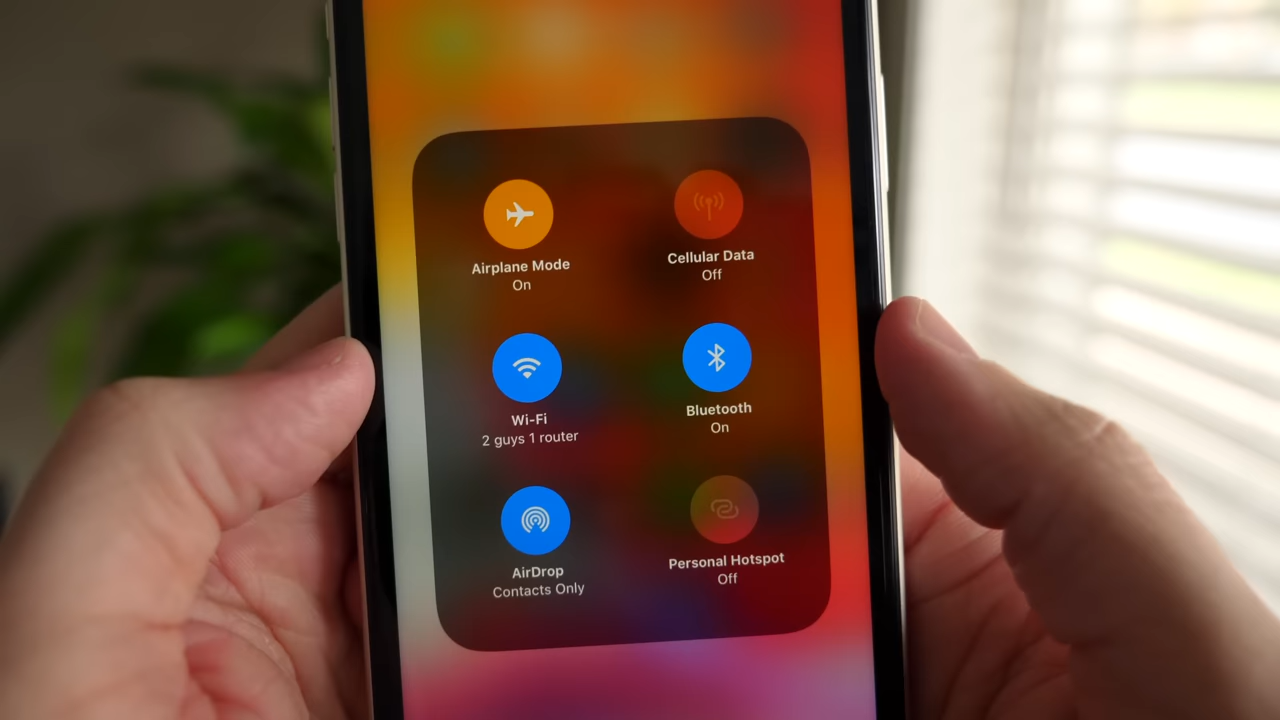 Airplane Mode
On
Cellular Data
Off
Wi-Fi
2 guys 1 router
Bluetooth
On
AirDrop
Contacts Only
Personal Hotspot
Off